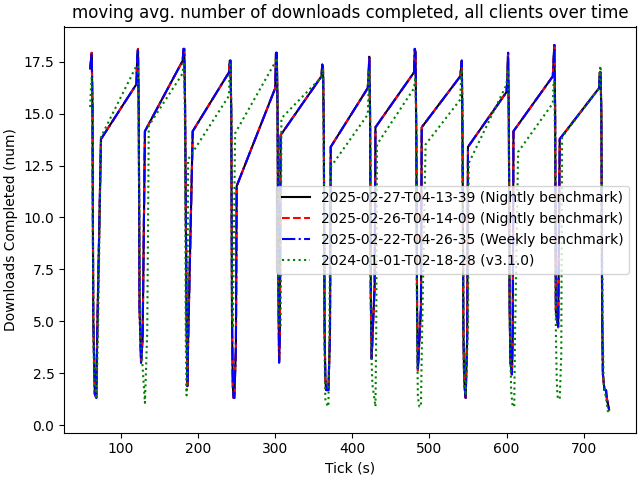 moving avg. number of downloads completed, all clients over time
Downloads Completed (num)
17.5
15.0
12.5
10.0
7.5
5.0
2.5
0.0
2025-02-27-T04-13-39 (Nightly benchmark)
2025-02-26-T04-14-09 (Nightly benchmark)
2025-02-22-T04-26-35 (Weekly benchmark)
2024-01-01-T02-18-28 (v3.1.0)
100 200 300 400 500 600 700
Tick (s)